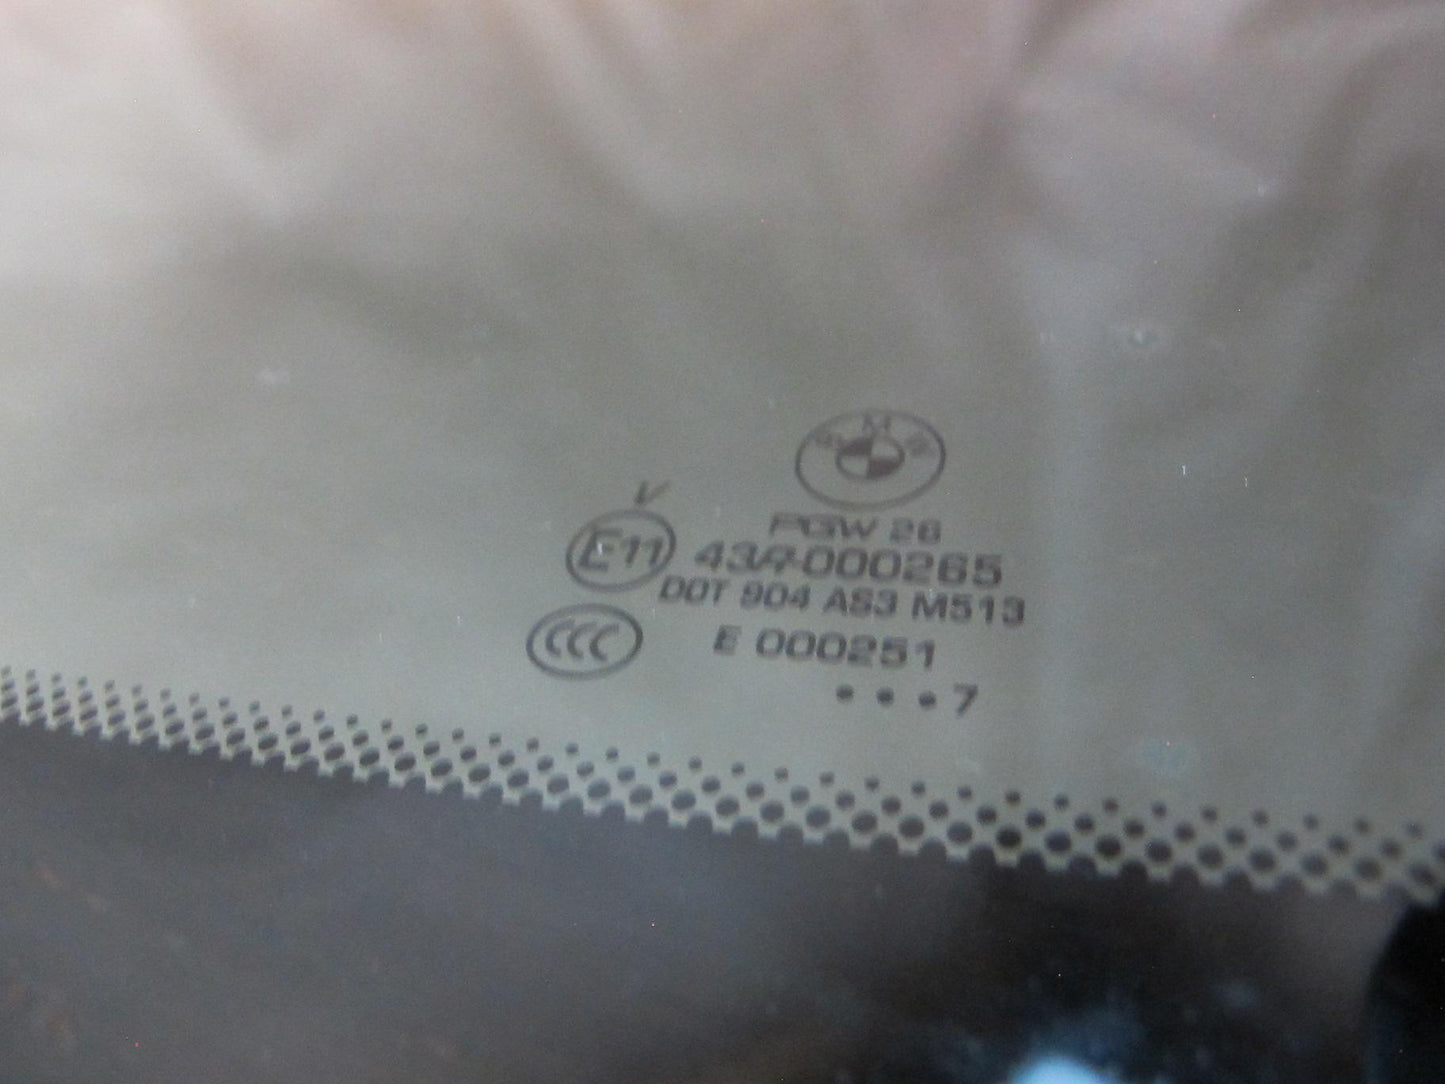 BMW
PGW 26
V
E11 43R-000265
DOT 904 AS3 M513
CCC E 000251
• • • 7